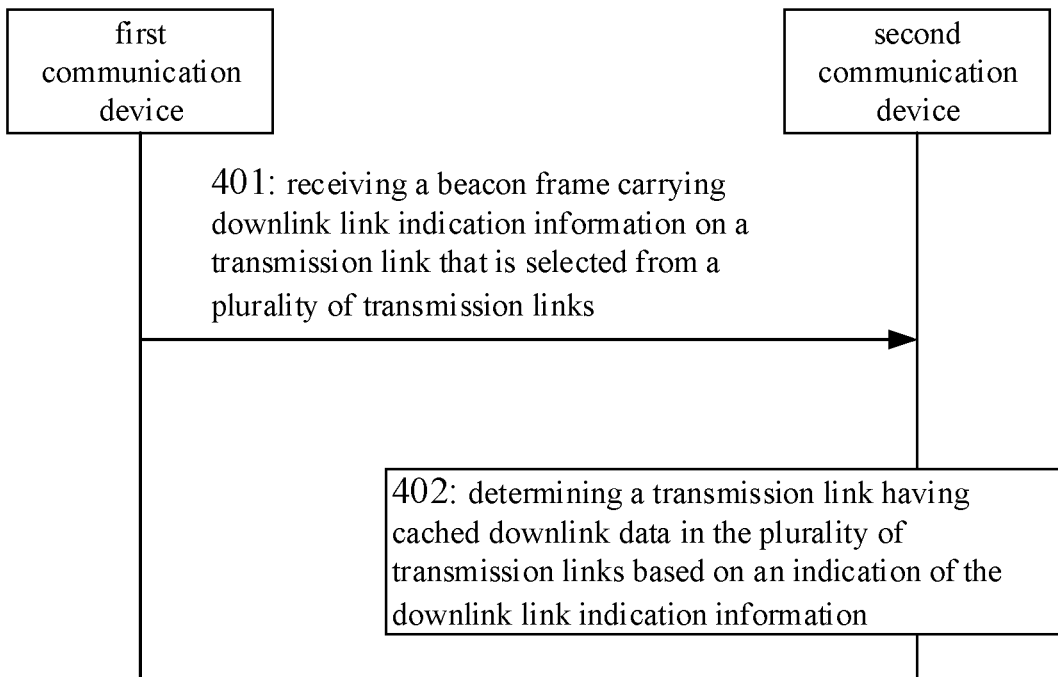 first
communication
device
second
communication
device
401: receiving a beacon frame carrying
downlink link indication information on a
transmission link that is selected from a
plurality of transmission links
402: determining a transmission link having
cached downlink data in the plurality of
transmission links based on an indication of the
downlink link indication information